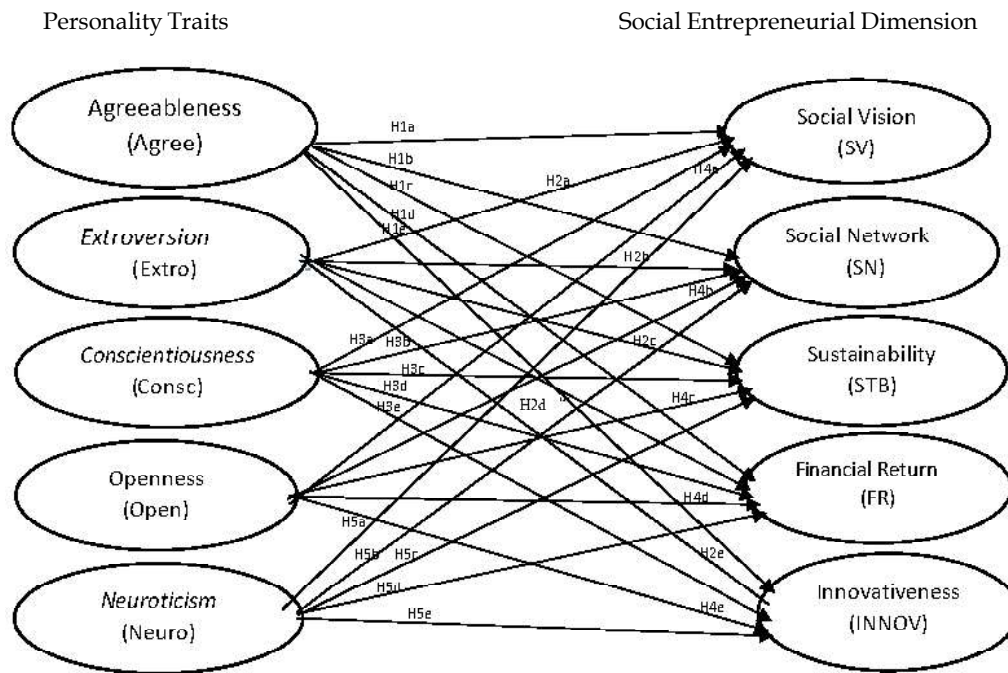 Personality Traits
Social Entrepreneurial Dimension
Agreeableness
(Agree)
Social Vision
(SV)
H1a
H1b
H2a
H4a
H1c
H1d
H1e
Extroversion
(Extro)
Social Network
(SN)
H2b
H4b
H3a
H3b
H2c
Conscientiousness
(Consc)
Sustainability
(STB)
H3c
H3d
H3e
H2d
H4c
Openness
(Open)
Financial Return
(FR)
H4d
H5a
H5b
H5c
H2e
H5d
Neuroticism
(Neuro)
Innovativeness
(INNOV)
H4e
H5e